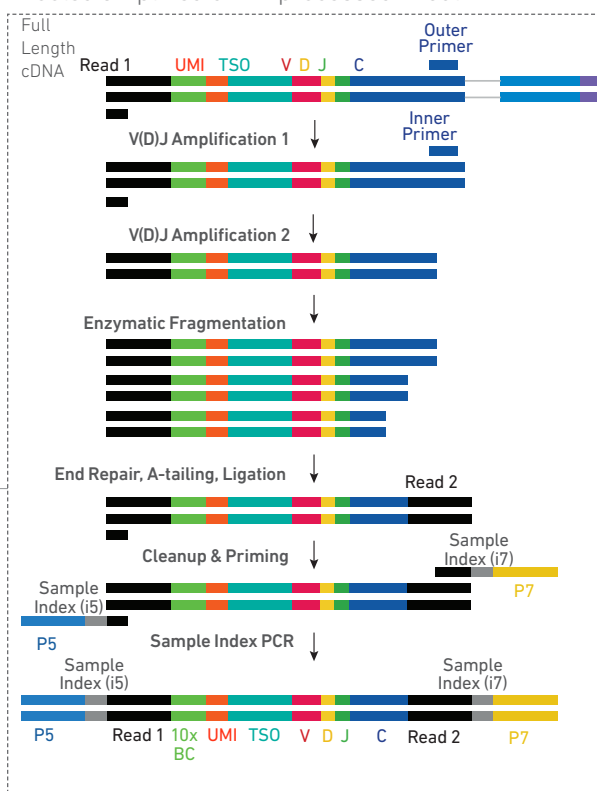 Full
Length
cDNA
Outer
Primer
Read 1 UMI TSO V D J C
Inner
Primer
V(D)J Amplification 1
V(D)J Amplification 2
Enzymatic Fragmentation
End Repair, A-tailing, Ligation
Read 2
Cleanup & Priming
Sample
Index (i7)
P7
Sample
Index (i5)
P5
Sample Index PCR
Sample
Index (i5)
Sample
Index (i7)
P5 Read 1 10x UMI TSO V D J C Read 2 P7
BC